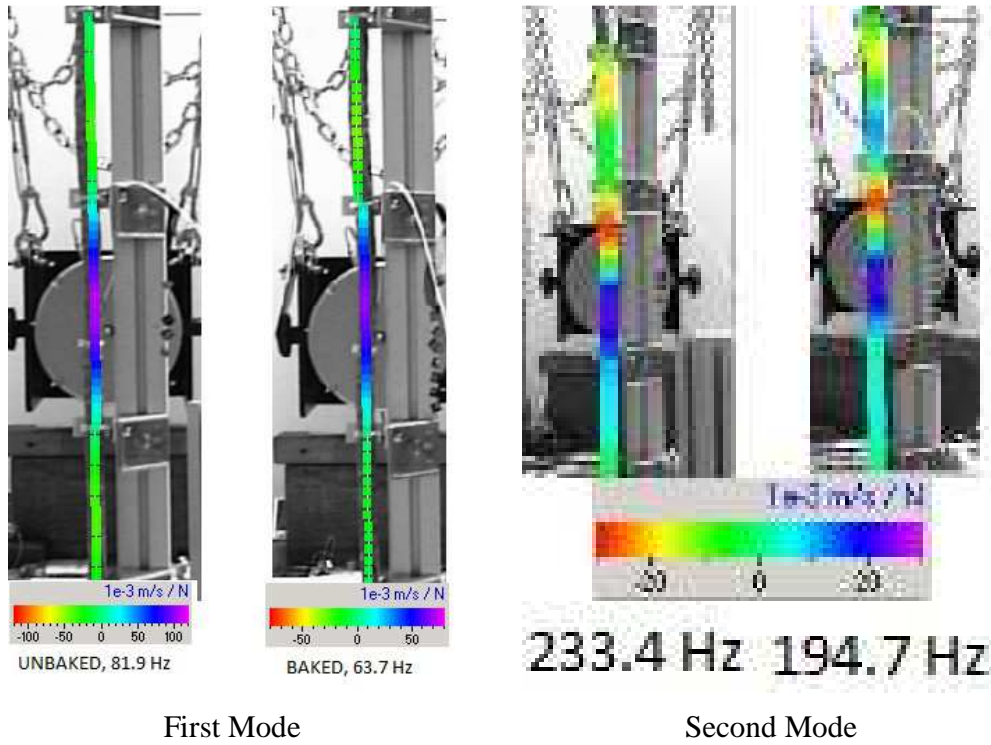 1e-3 m/s / N
-100 -50 0 50 100
UNBAKED, 81.9 Hz
1e-3 m/s / N
-50 0 50
BAKED, 63.7 Hz
1e-3 m/s / N
-20 0 20
233.4 Hz 194.7 Hz
First Mode
Second Mode